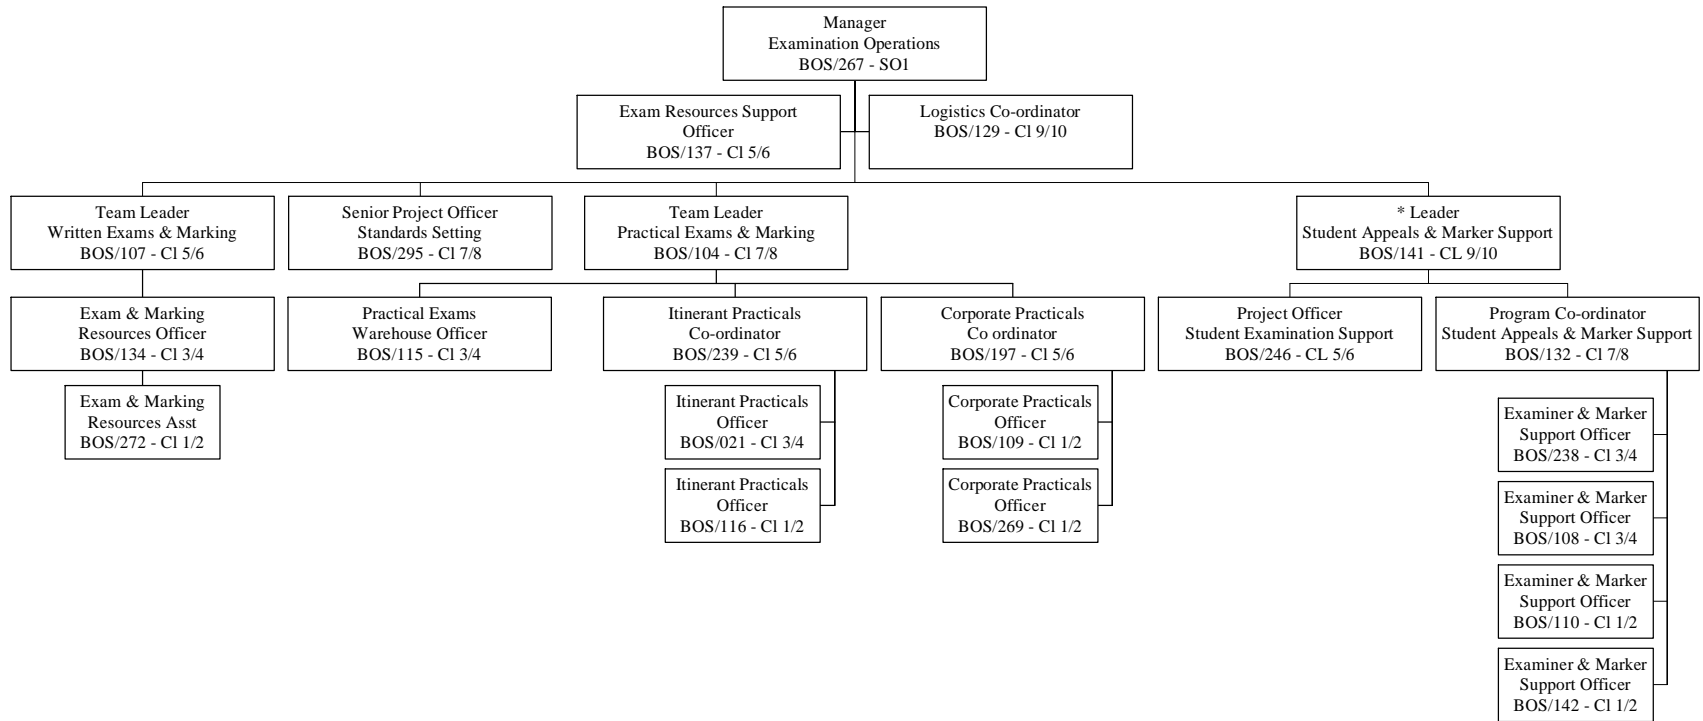 Manager
Examination Operations
BOS/267 - SO1
Exam Resources Support
Officer
BOS/137 - Cl 5/6
Logistics Co-ordinator
BOS/129 - Cl 9/10
Team Leader
Written Exams & Marking
BOS/107 - Cl 5/6
Senior Project Officer
Standards Setting
BOS/295 - Cl 7/8
Team Leader
Practical Exams & Marking
BOS/104 - Cl 7/8
* Leader
Student Appeals & Marker Support
BOS/141 - CL 9/10
Exam & Marking
Resources Officer
BOS/134 - Cl 3/4
Practical Exams
Warehouse Officer
BOS/115 - Cl 3/4
Itinerant Practicals
Co-ordinator
BOS/239 - Cl 5/6
Corporate Practicals
Co ordinator
BOS/197 - Cl 5/6
Project Officer
Student Examination Support
BOS/246 - CL 5/6
Program Co-ordinator
Student Appeals & Marker Support
BOS/132 - Cl 7/8
Exam & Marking
Resources Asst
BOS/272 - Cl 1/2
Itinerant Practicals
Officer
BOS/021 - Cl 3/4
Itinerant Practicals
Officer
BOS/116 - Cl 1/2
Corporate Practicals
Officer
BOS/109 - Cl 1/2
Corporate Practicals
Officer
BOS/269 - Cl 1/2
Examiner & Marker
Support Officer
BOS/238 - Cl 3/4
Examiner & Marker
Support Officer
BOS/108 - Cl 3/4
Examiner & Marker
Support Officer
BOS/110 - Cl 1/2
Examiner & Marker
Support Officer
BOS/142 - Cl 1/2